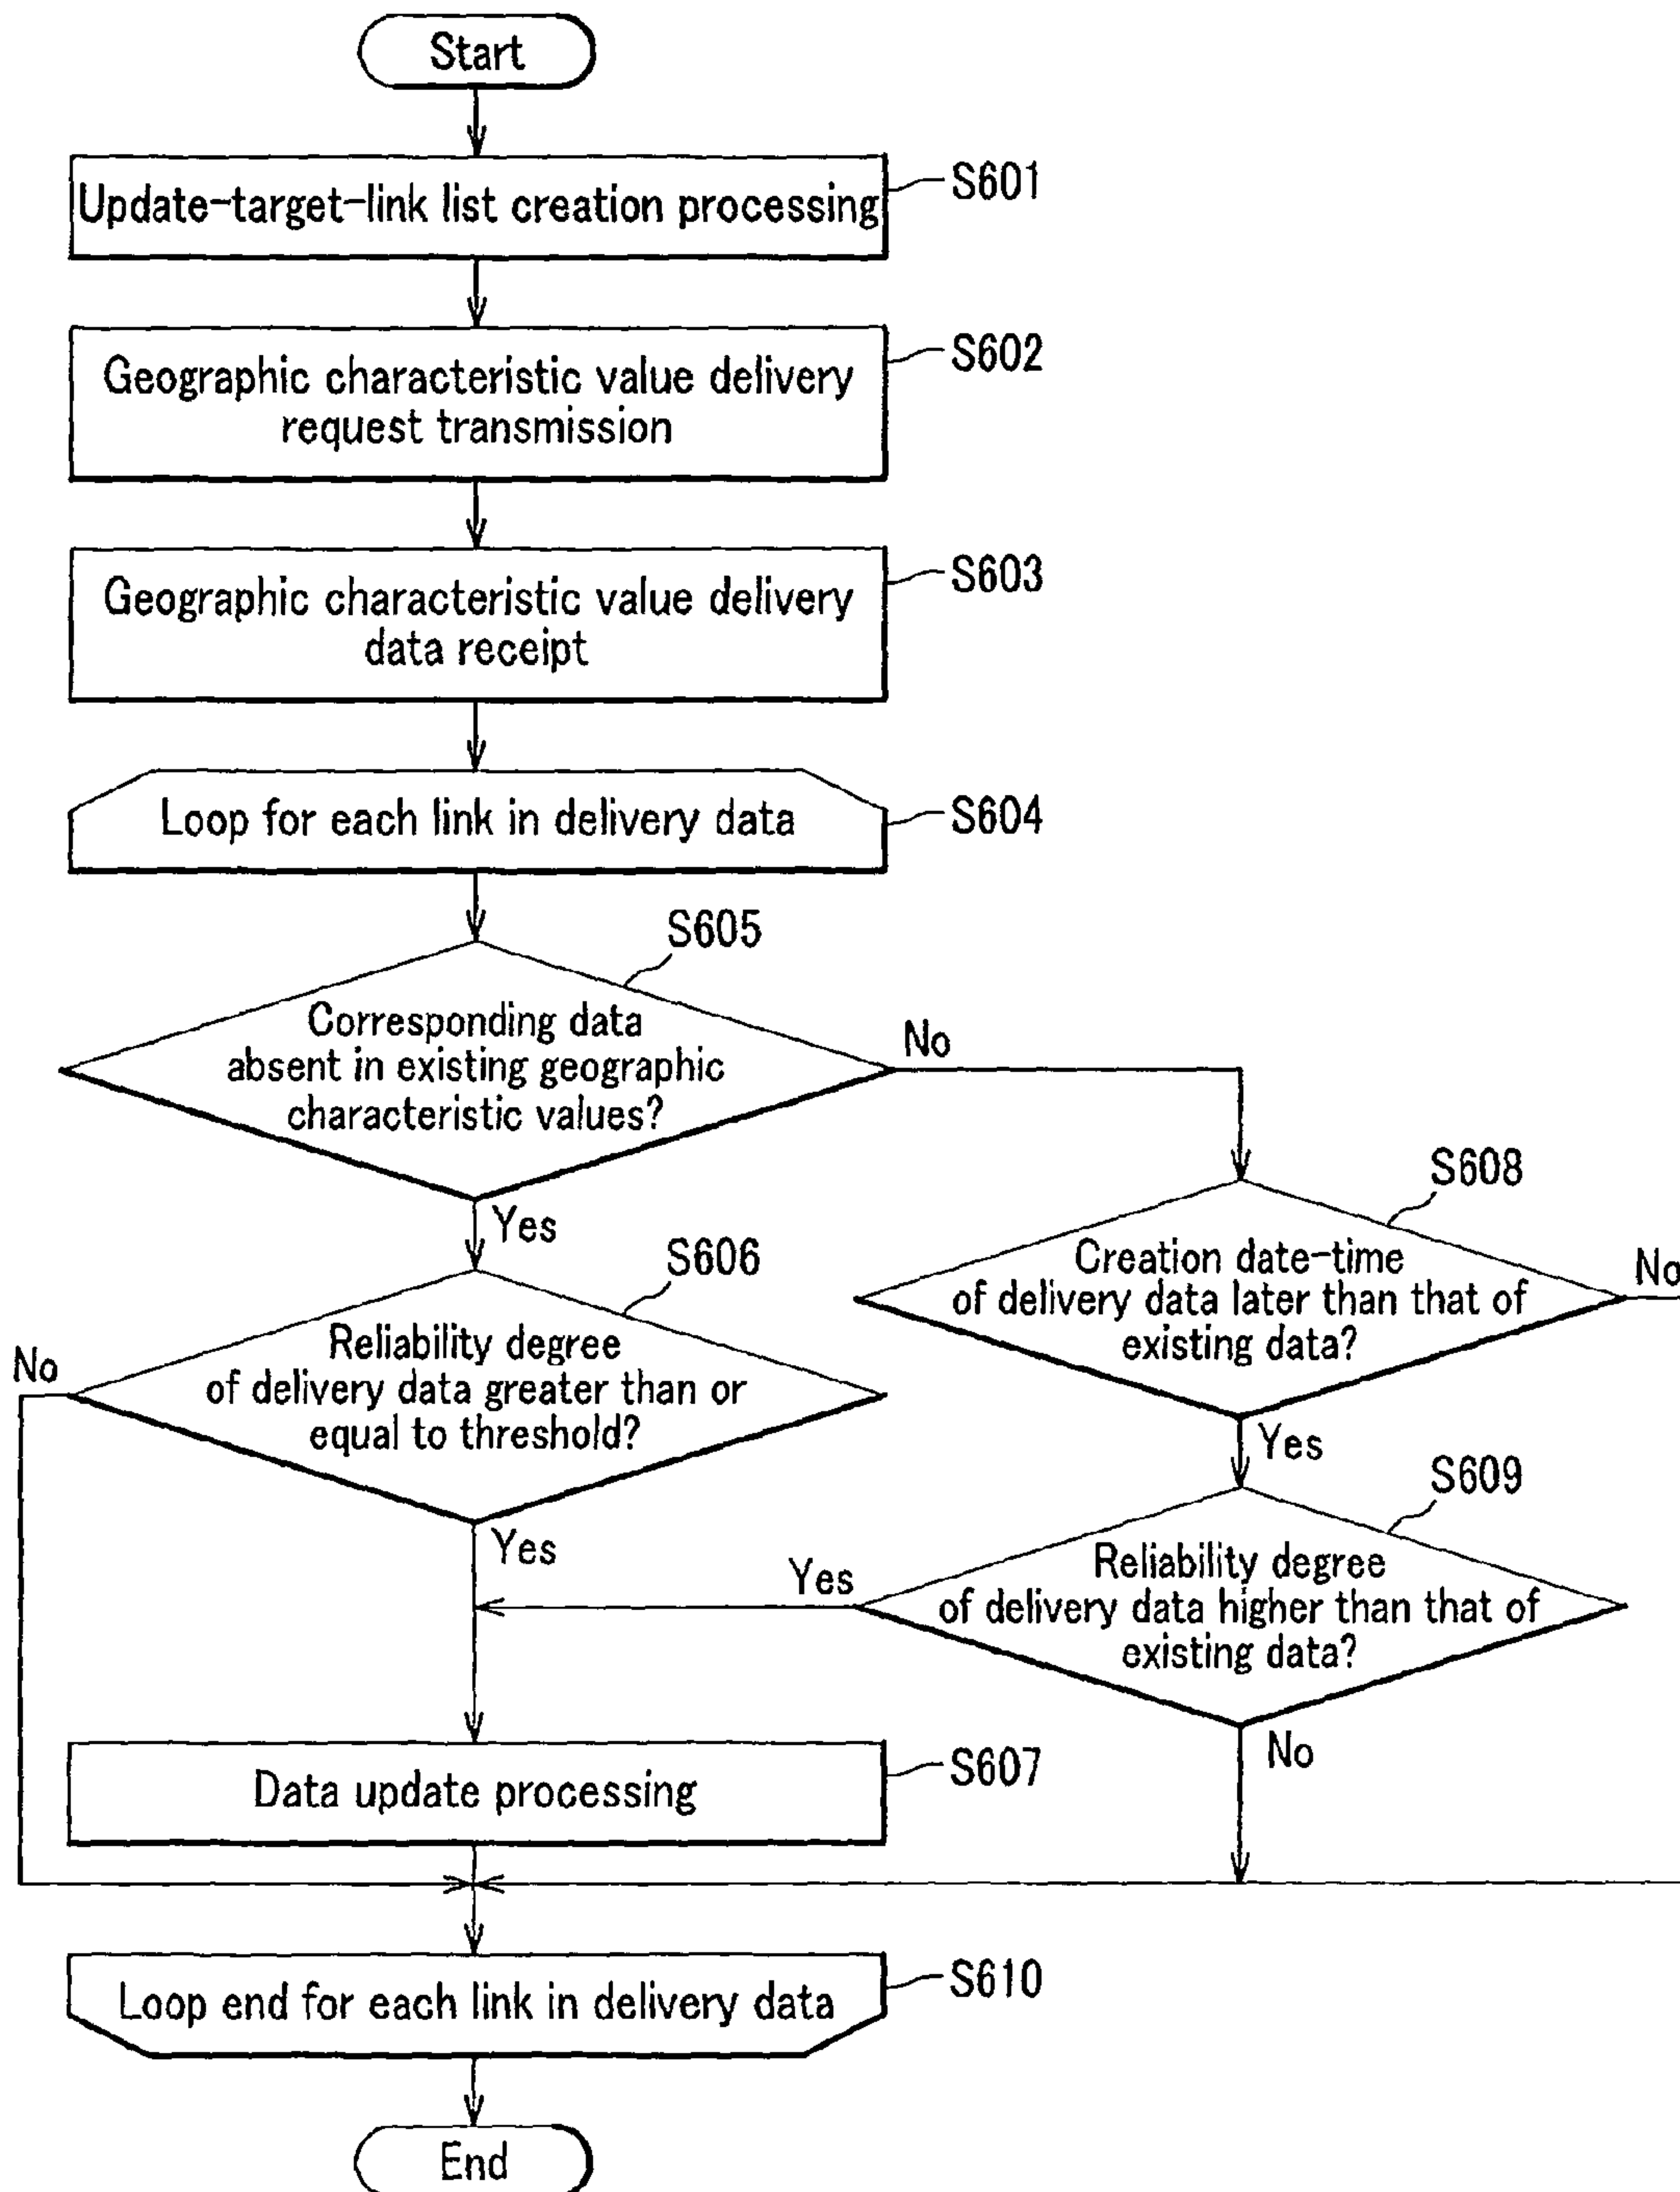 Start
Update-target-link list creation processing
S601
Geographic characteristic value delivery
request transmission
S602
Geographic characteristic value delivery
data receipt
S603
Loop for each link in delivery data
S604
S605
Corresponding data
absent in existing geographic
characteristic values?
No
Yes
S608
Creation date-time
of delivery data later than that of
existing data?
No
Yes
S606
Reliability degree
of delivery data greater than or
equal to threshold?
No
Yes
S609
Reliability degree
of delivery data higher than that of
existing data?
Yes
No
Data update processing
S607
Loop end for each link in delivery data
S610
End